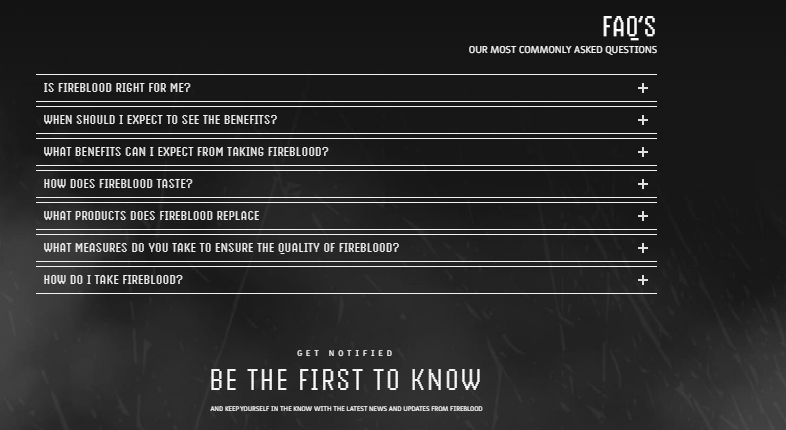 FAQ'S
OUR MOST COMMONLY ASKED QUESTIONS
IS FIREBLOOD RIGHT FOR ME?
WHEN SHOULD I EXPECT TO SEE THE BENEFITS?
WHAT BENEFITS CAN I EXPECT FROM TAKING FIREBLOOD?
HOW DOES FIREBLOOD TASTE?
WHAT PRODUCTS DOES FIREBLOOD REPLACE
WHAT MEASURES DO YOU TAKE TO ENSURE THE QUALITY OF FIREBLOOD?
HOW DO I TAKE FIREBLOOD?
GET NOTIFIED
BE THE FIRST TO KNOW
AND KEEP YOURSELF IN THE KNOW WITH THE LATEST NEWS AND UPDATES FROM FIREBLOOD